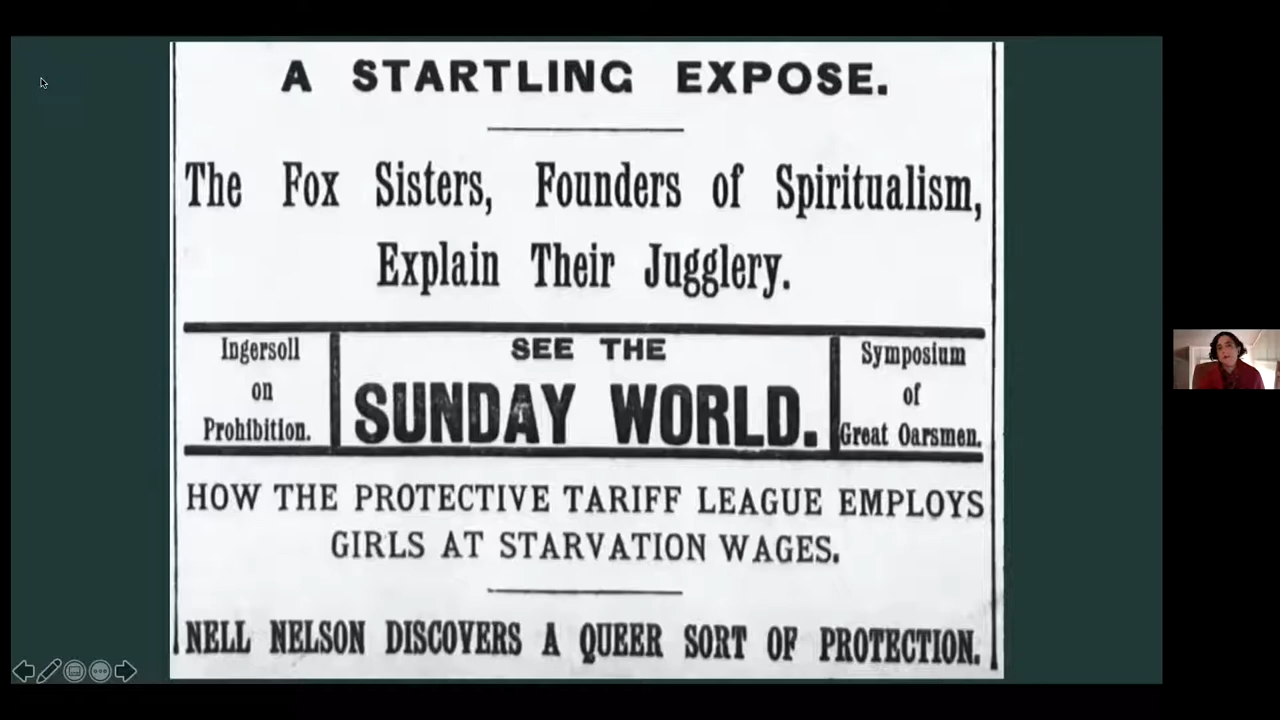 A STARTLING EXPOSE.
The Fox Sisters, Founders of Spiritualism,
Explain Their Jugglery.
Ingersoll
on
Prohibition.
SEE THE
SUNDAY WORLD.
Symposium
of
Great Oarsmen.
HOW THE PROTECTIVE TARIFF LEAGUE EMPLOYS
GIRLS AT STARVATION WAGES.
NELL NELSON DISCOVERS A QUEER SORT OF PROTECTION.